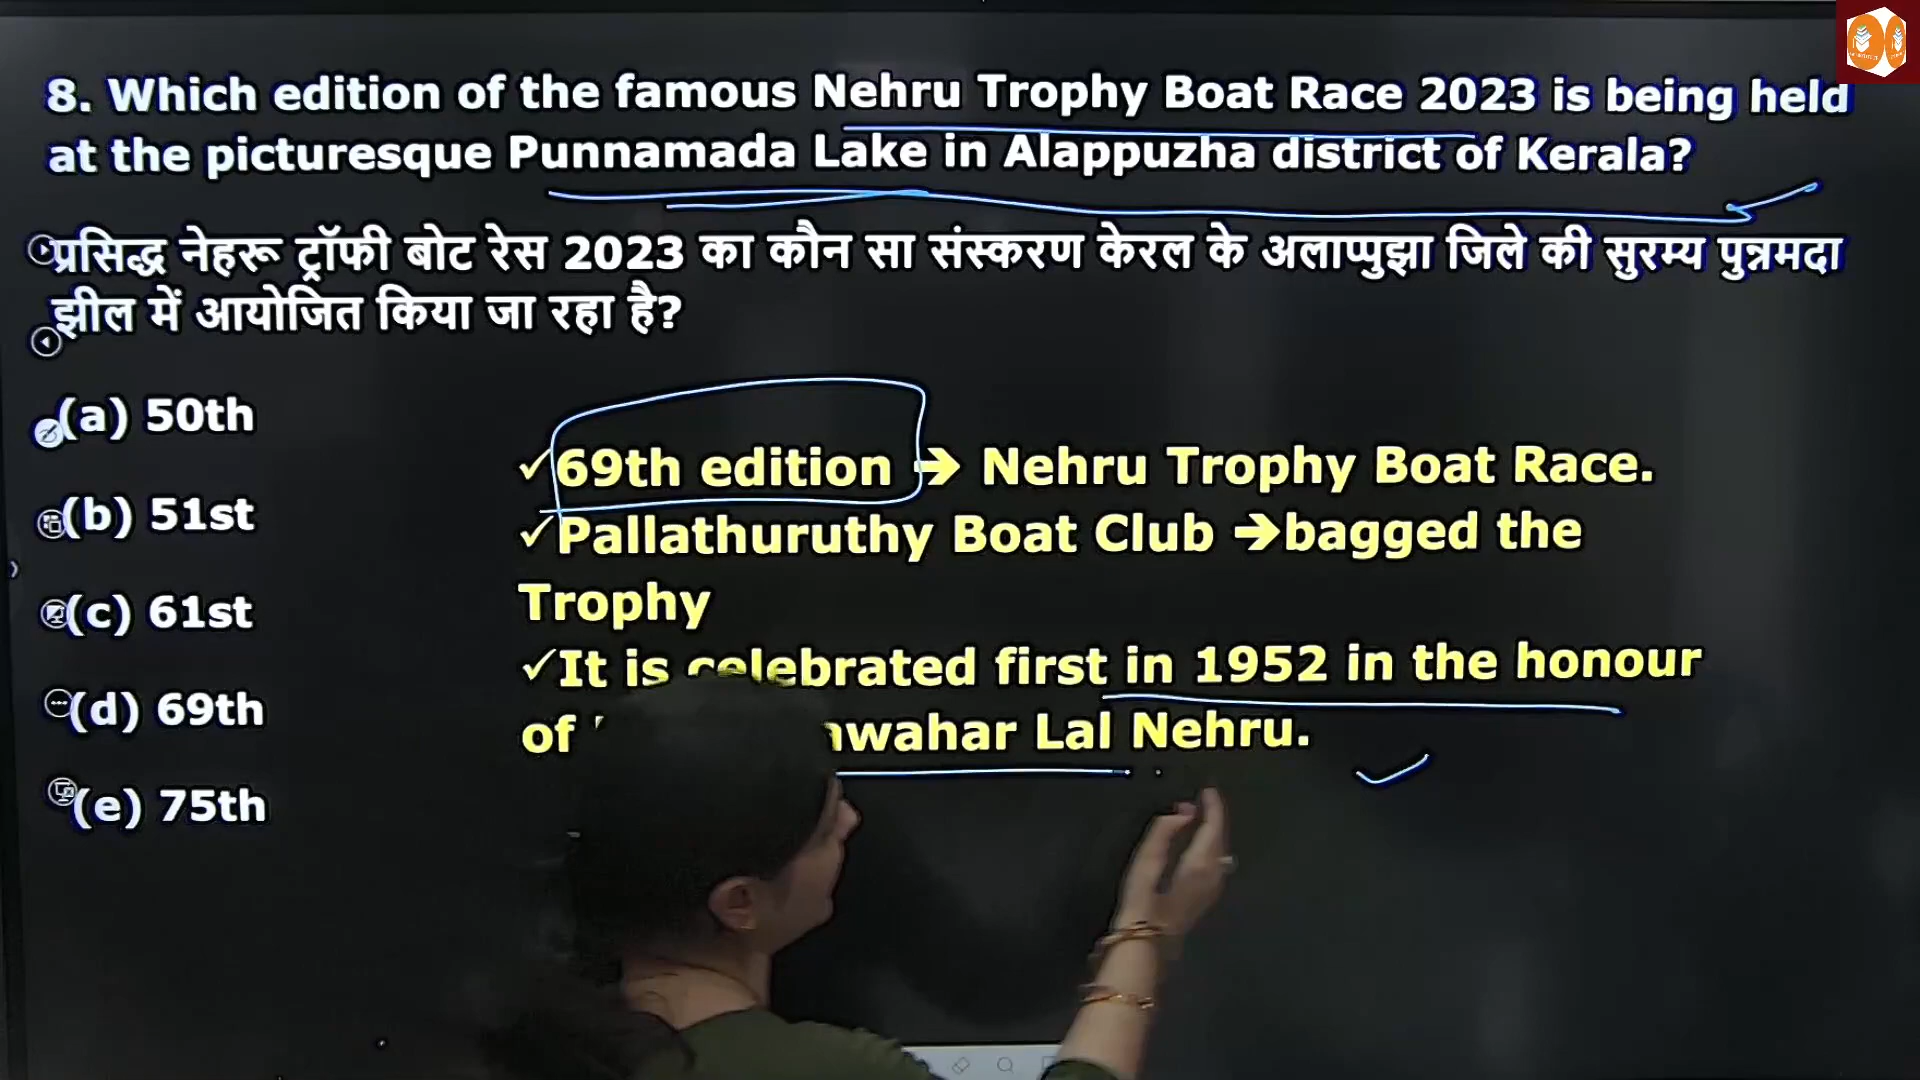 8. Which edition of the famous Nehru Trophy Boat Race 2023 is being held
at the picturesque Punnamada Lake in Alappuzha district of Kerala?
प्रसिद्ध नेहरू ट्रॉफी बोट रेस 2023 का कौन सा संस्करण केरल के अलाप्पुझा जिले की सुरम्य पुन्नमदा
झील में आयोजित किया जा रहा है?
(a) 50th
(b) 51st
(c) 61st
(d) 69th
(e) 75th
✓69th edition ➔ Nehru Trophy Boat Race.
✓Pallathuruthy Boat Club ➔bagged the
Trophy
✓It is celebrated first in 1952 in the honour
of Lal Nehru.